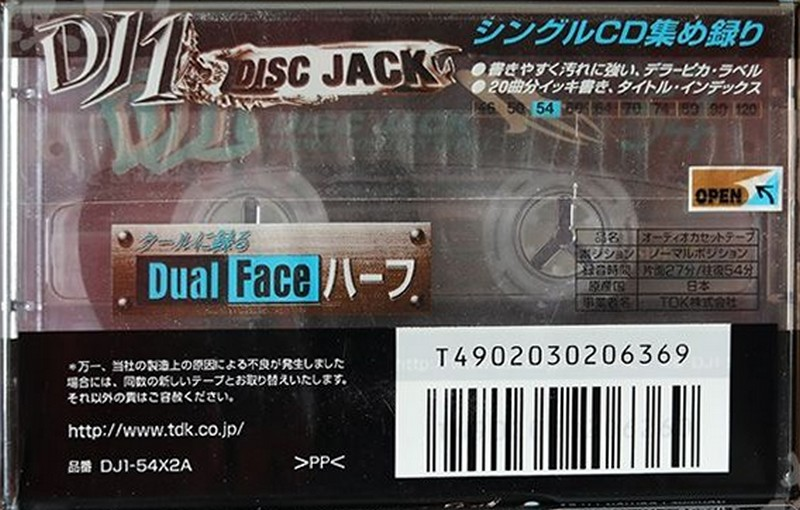 DJ1 DISC JACK
シングルCD集め録り
●書きやすく汚れに強い、デラーピカ・ラベル
●20曲分イッキ書き、タイトル・インデックス
46 50 54 60 64 70 74 80 90 120
OPEN
クールに録る
Dual Face ハーフ
品名 オーディオカセットテープ
ポジション ノーマルポジション
録音時間 片面27分/往復54分
原産国 日本
事業者名 TDK株式会社
T4902030206369
*万一、当社の製造上の原因による不良が発生しました
場合には、同数の新しいテープとお取り替えいたします。
それ以外の責はご容赦ください。
http://www.tdk.co.jp/
品番 DJ1-54X2A
>PP<